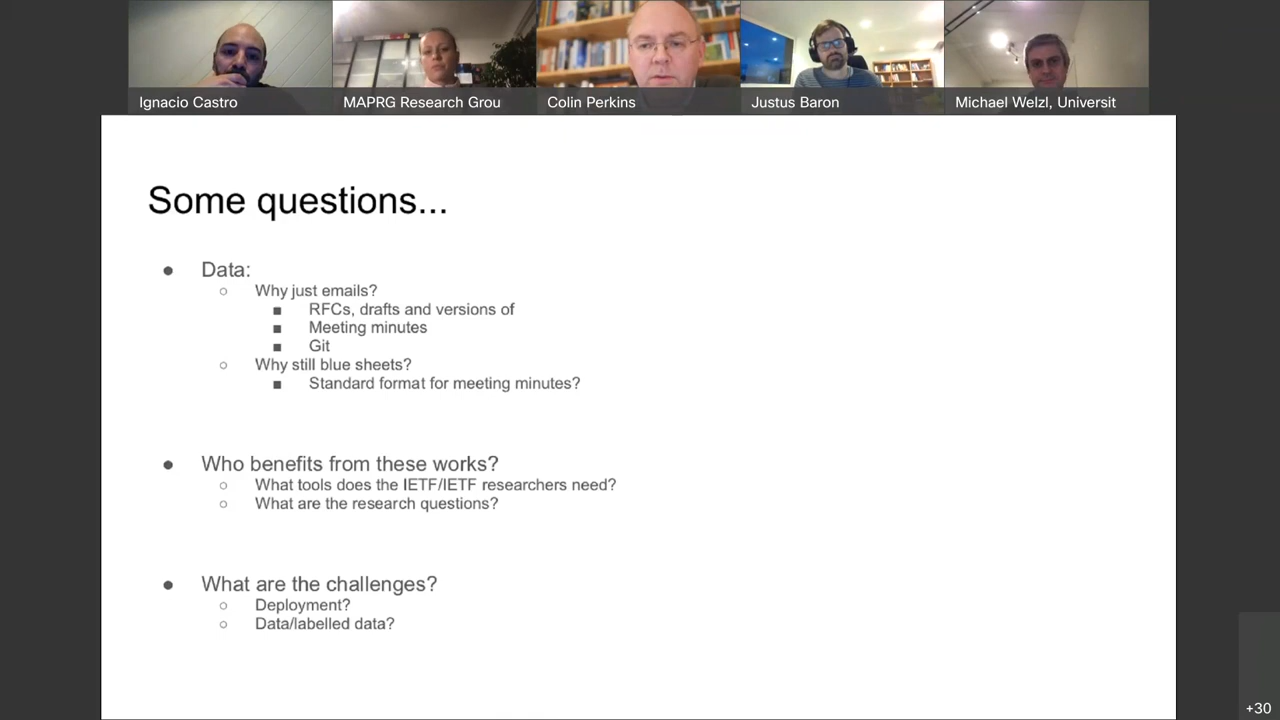 Ignacio Castro
MAPRG Research Grou
Colin Perkins
Justus Baron
Michael Welzl, Universit
Some questions...
● Data:
○ Why just emails?
■ RFCs, drafts and versions of
■ Meeting minutes
■ Git
○ Why still blue sheets?
■ Standard format for meeting minutes?
● Who benefits from these works?
○ What tools does the IETF/IETF researchers need?
○ What are the research questions?
● What are the challenges?
○ Deployment?
○ Data/labelled data?
+30